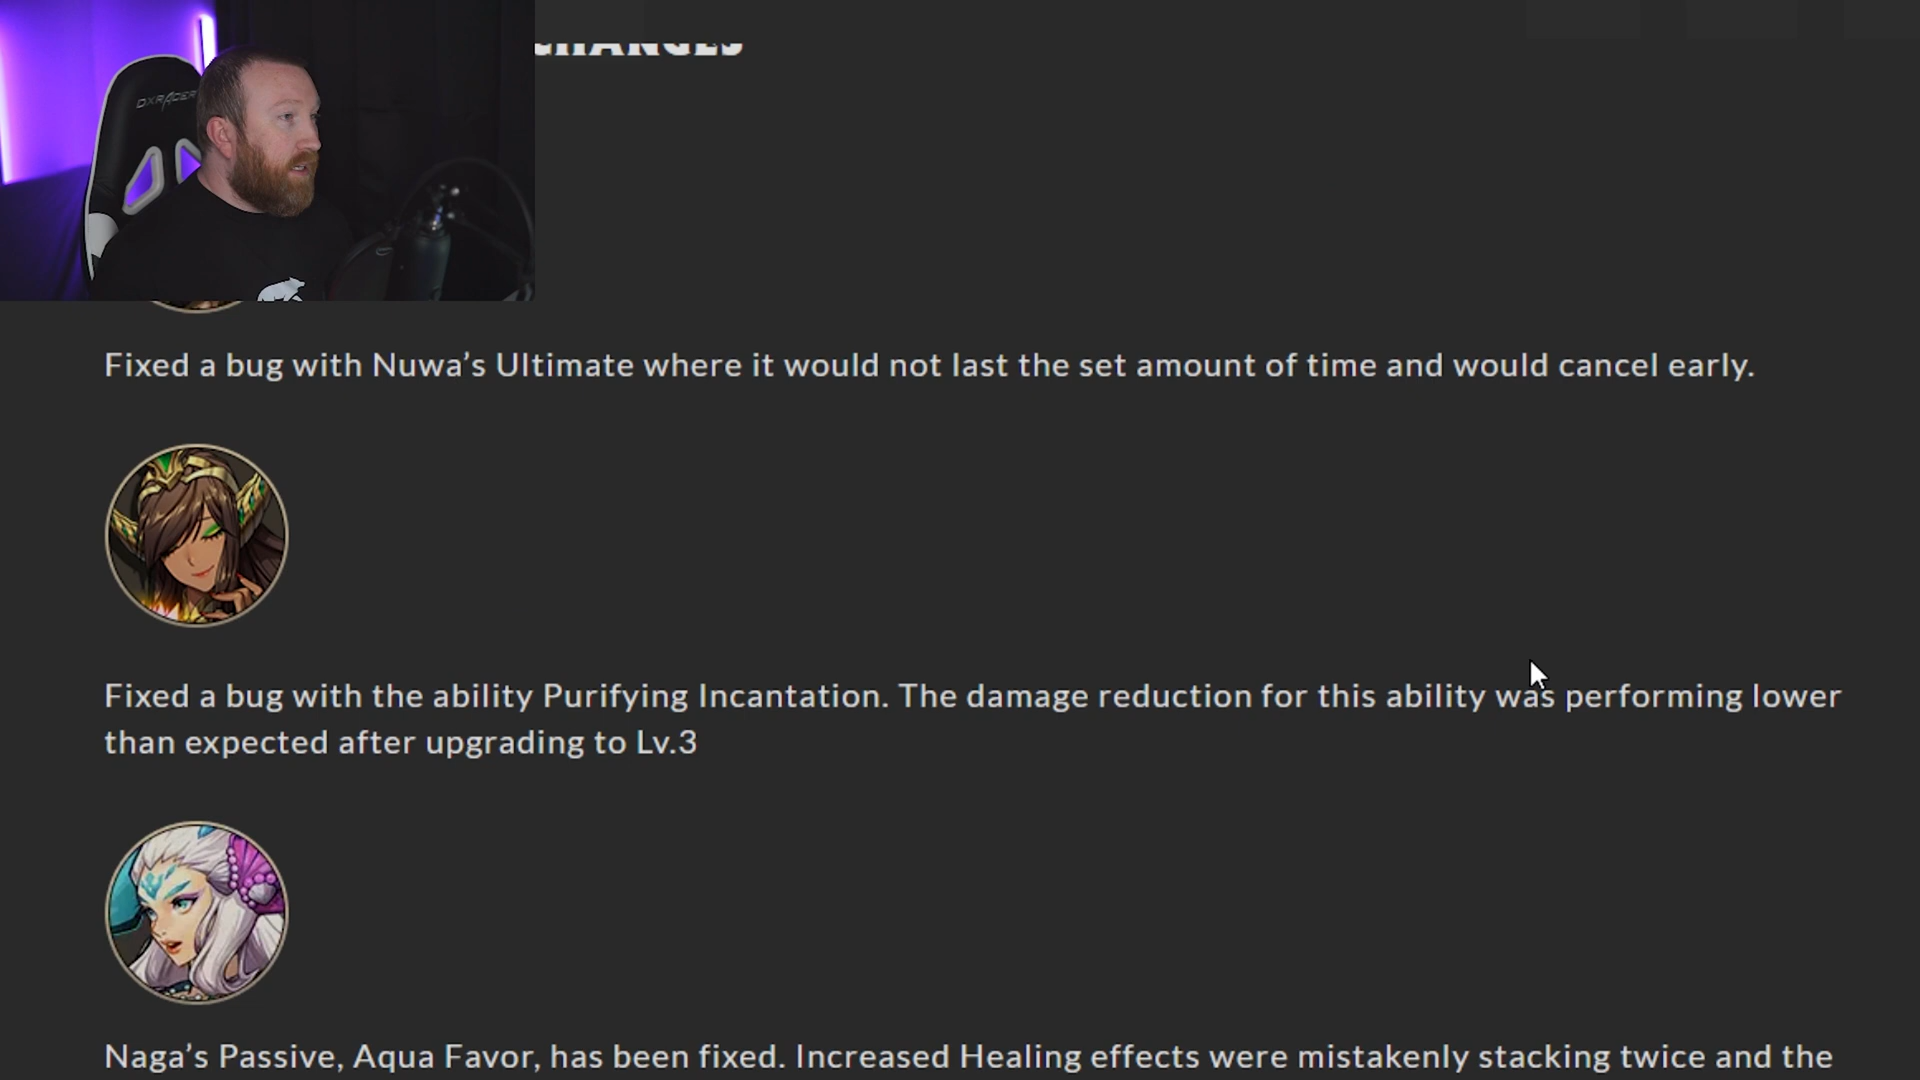 CHANGES
DXRACER
Fixed a bug with Nuwa’s Ultimate where it would not last the set amount of time and would cancel early.
Fixed a bug with the ability Purifying Incantation. The damage reduction for this ability was performing lower
than expected after upgrading to Lv.3
Naga’s Passive, Aqua Favor, has been fixed. Increased Healing effects were mistakenly stacking twice and the